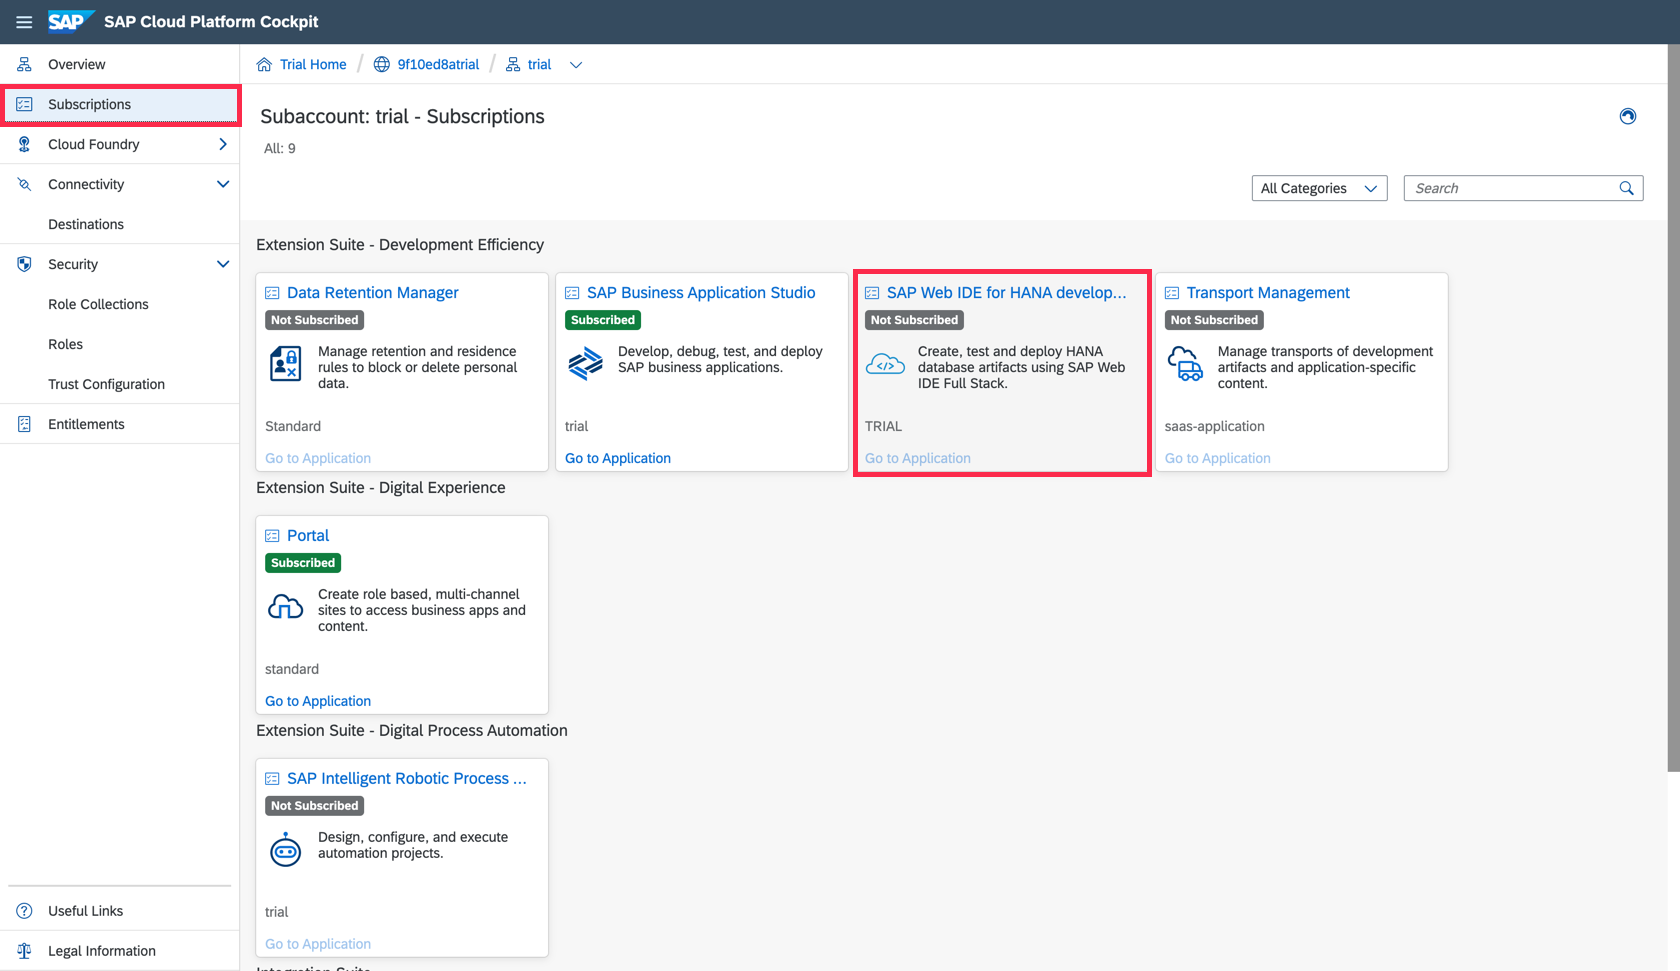 SAP SAP Cloud Platform Cockpit
Overview
Subscriptions
Cloud Foundry
Connectivity
Destinations
Security
Role Collections
Roles
Trust Configuration
Entitlements
Useful Links
Legal Information
Trial Home / 9f10ed8atrial / trial
Subaccount: trial - Subscriptions
All: 9
All Categories
Search
Extension Suite - Development Efficiency
Data Retention Manager
Not Subscribed
Manage retention and residence
rules to block or delete personal
data.
Standard
Go to Application
SAP Business Application Studio
Subscribed
Develop, debug, test, and deploy
SAP business applications.
trial
Go to Application
SAP Web IDE for HANA develop...
Not Subscribed
Create, test and deploy HANA
database artifacts using SAP Web
IDE Full Stack.
TRIAL
Go to Application
Transport Management
Not Subscribed
Manage transports of development
artifacts and application-specific
content.
saas-application
Go to Application
Extension Suite - Digital Experience
Portal
Subscribed
Create role based, multi-channel
sites to access business apps and
content.
standard
Go to Application
Extension Suite - Digital Process Automation
SAP Intelligent Robotic Process ...
Not Subscribed
Design, configure, and execute
automation projects.
trial
Go to Application
Integration Suite